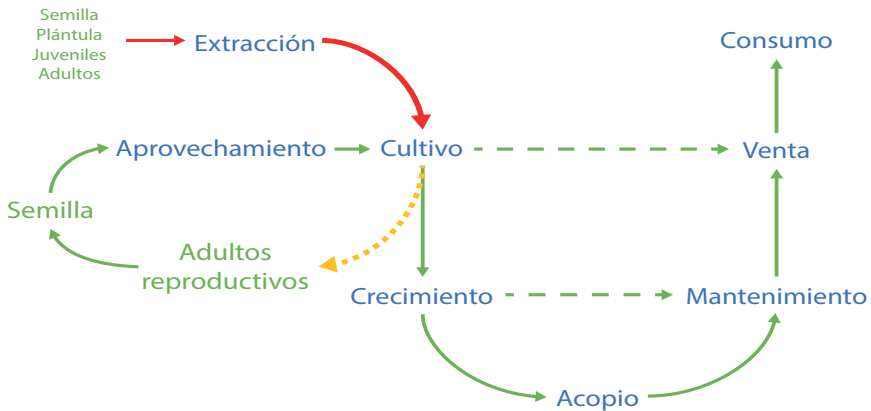 Semilla
Plántula
Juveniles
Adultos
Extracción
Consumo
Aprovechamiento
Cultivo
Venta
Semilla
Adultos
reproductivos
Crecimiento
Mantenimiento
Acopio